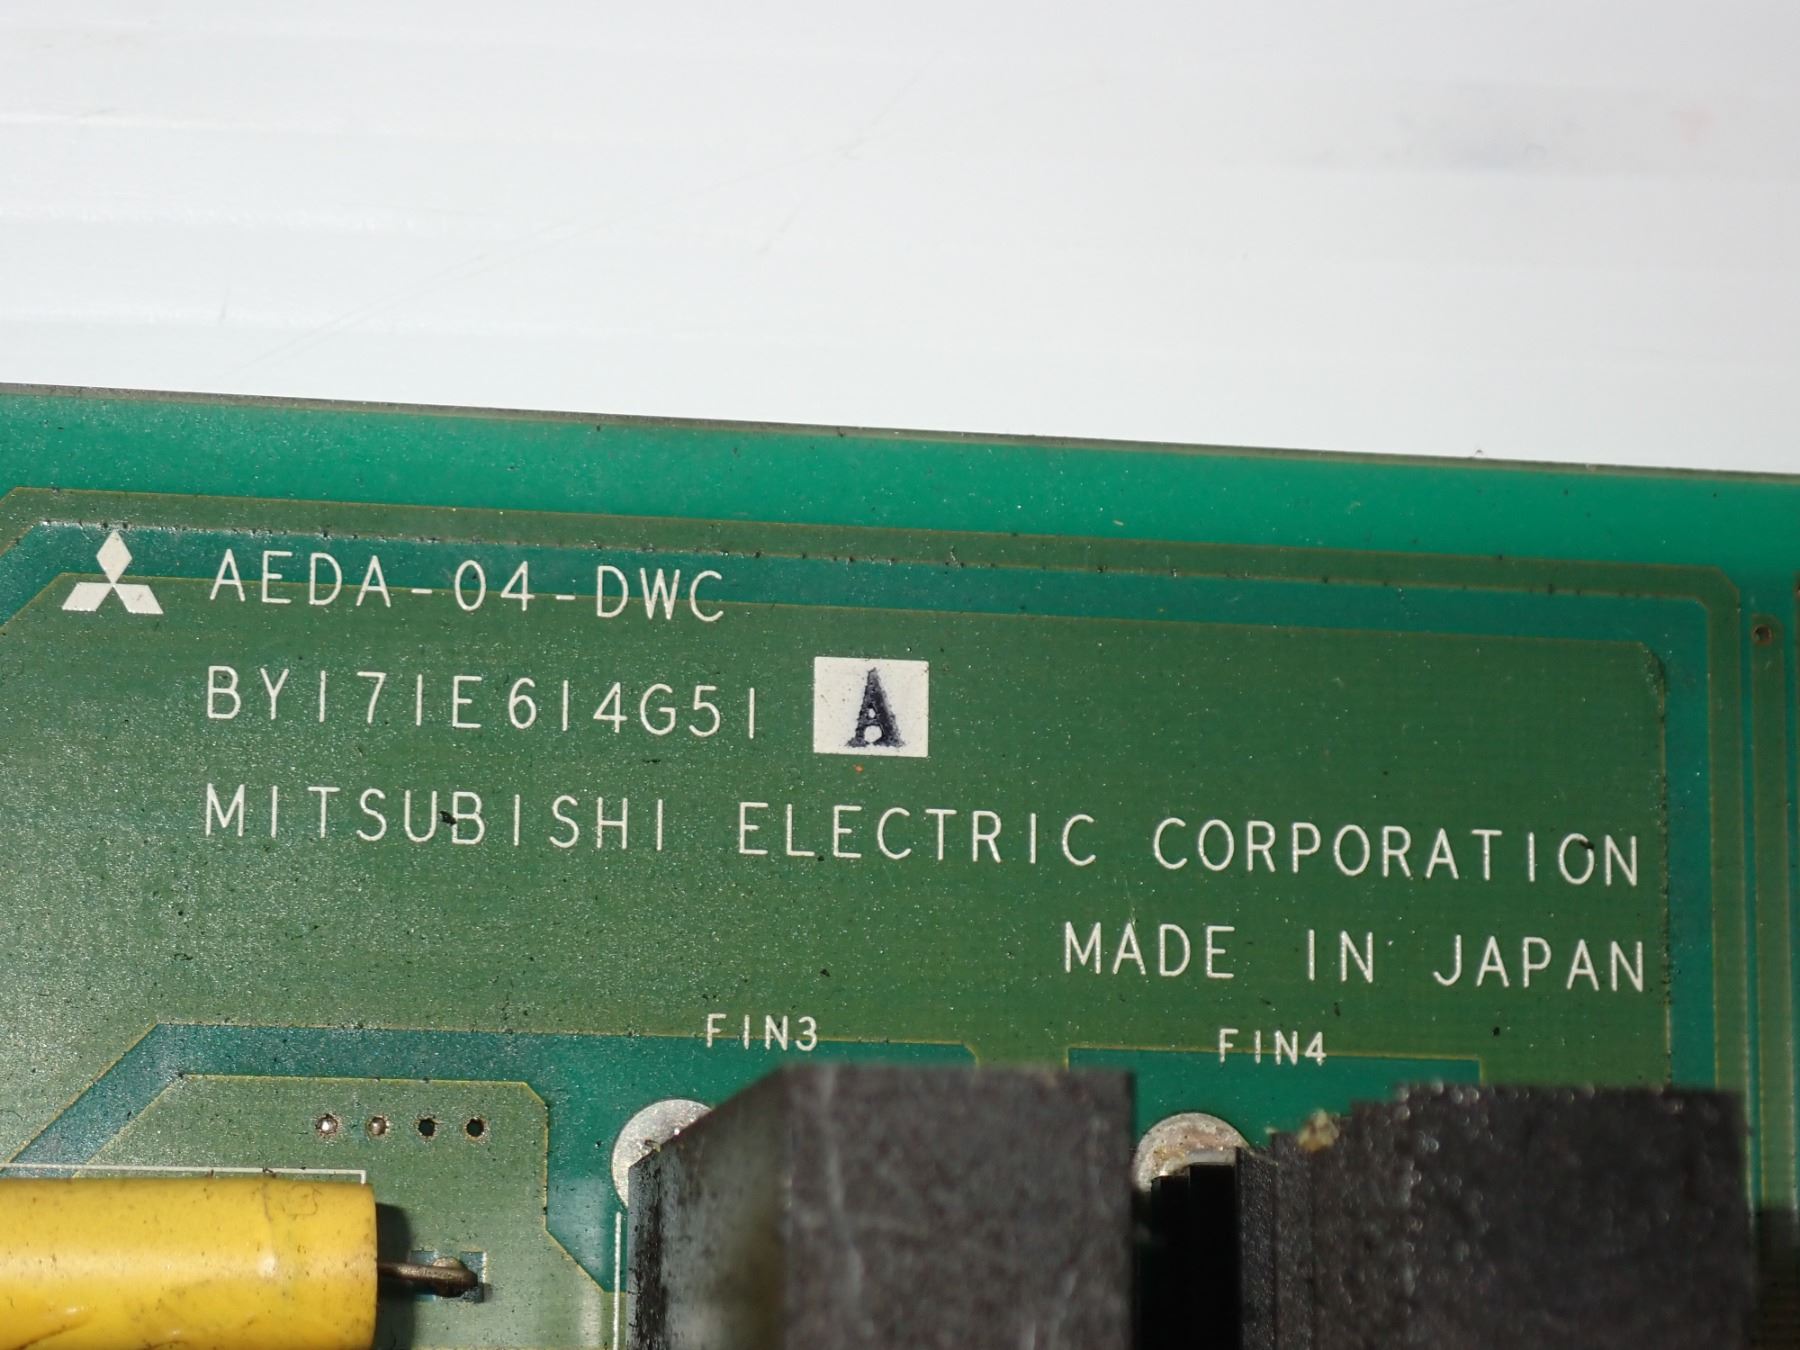 AEDA-04-DWC
BY171E614G51 A
MITSUBISHI ELECTRIC CORPORATION
MADE IN JAPAN
FIN3
FIN4